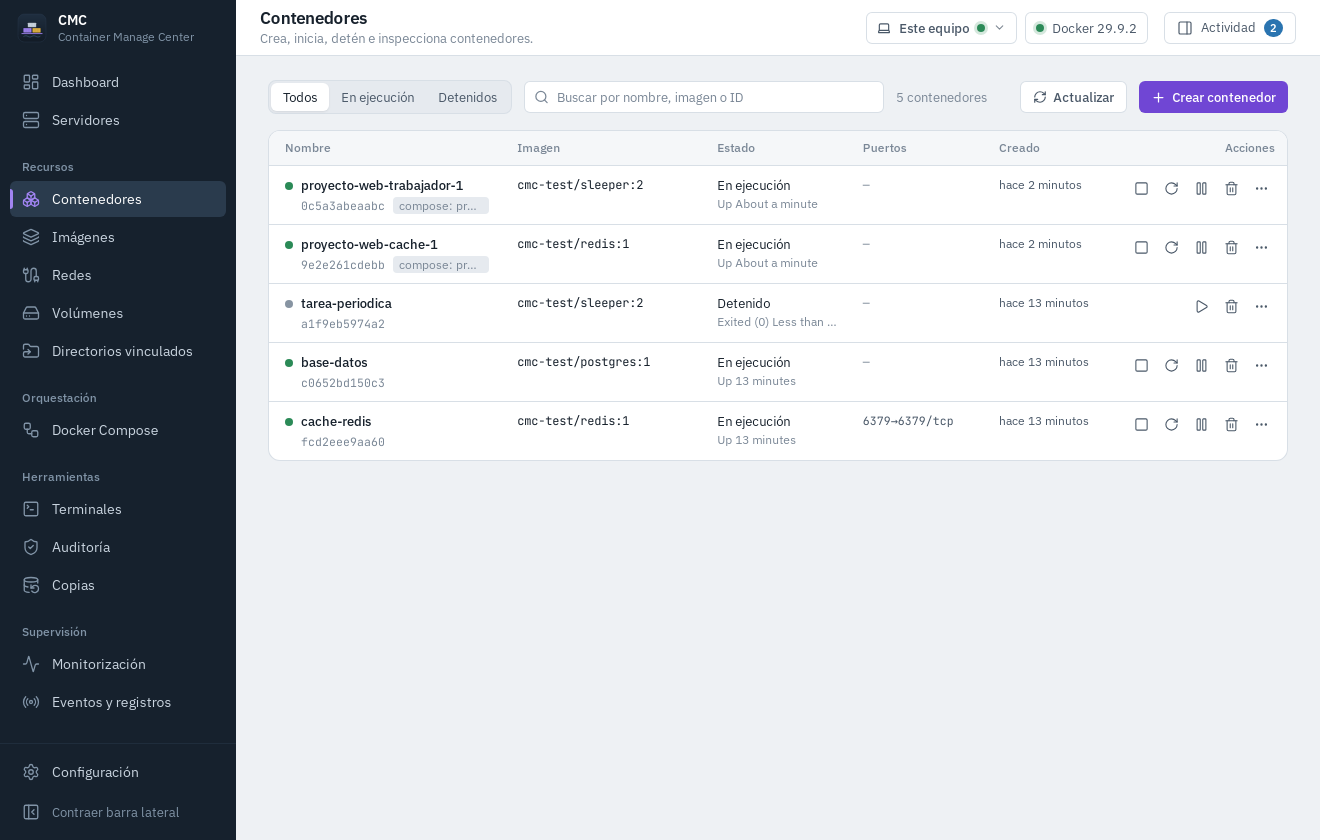 CMC
Container Manage Center
Dashboard
Servidores
Recursos
Contenedores
Imágenes
Redes
Volúmenes
Directorios vinculados
Orquestación
Docker Compose
Herramientas
Terminales
Auditoría
Copias
Supervisión
Monitorización
Eventos y registros
Configuración
Contraer barra lateral
Contenedores
Crea, inicia, detén e inspecciona contenedores.
Este equipo
Docker 29.9.2
Actividad 2
Todos En ejecución Detenidos
Buscar por nombre, imagen o ID
5 contenedores
Actualizar
Crear contenedor
Nombre Imagen Estado Puertos Creado Acciones
proyecto-web-trabajador-1 cmc-test/sleeper:2 En ejecución — hace 2 minutos
0c5a3abeaabc compose: pr… Up About a minute
proyecto-web-cache-1 cmc-test/redis:1 En ejecución — hace 2 minutos
9e2e261cdebb compose: pr… Up About a minute
tarea-periodica cmc-test/sleeper:2 Detenido — hace 13 minutos
a1f9eb5974a2 Exited (0) Less than …
base-datos cmc-test/postgres:1 En ejecución — hace 13 minutos
c0652bd150c3 Up 13 minutes
cache-redis cmc-test/redis:1 En ejecución 6379→6379/tcp hace 13 minutos
fcd2eee9aa60 Up 13 minutes